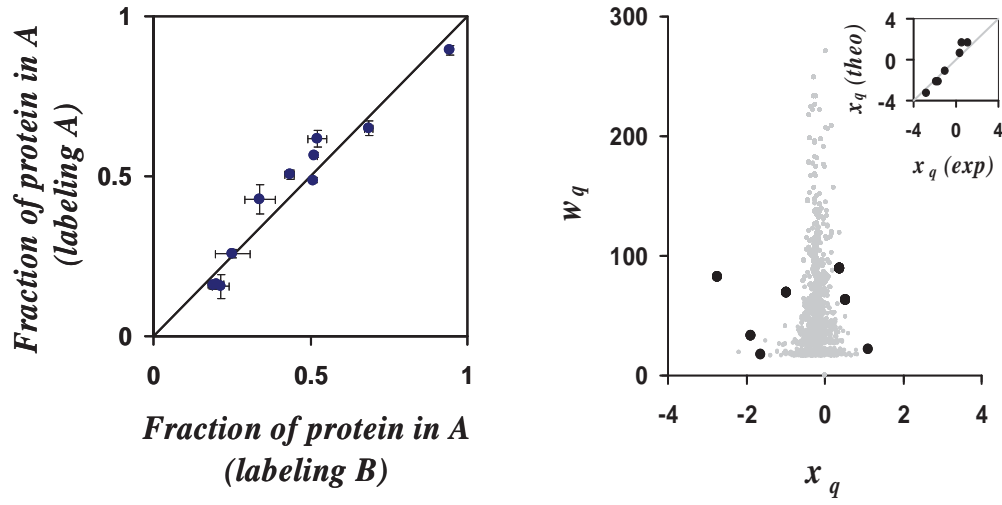 Fraction of protein in A
(labeling A)
1
0.5
0
0
0.5
1
Fraction of protein in A
(labeling B)
w q
300
200
100
0
-4
-2
0
2
4
x q
x q (theo)
4
0
-4
-4
0
4
x q (exp)